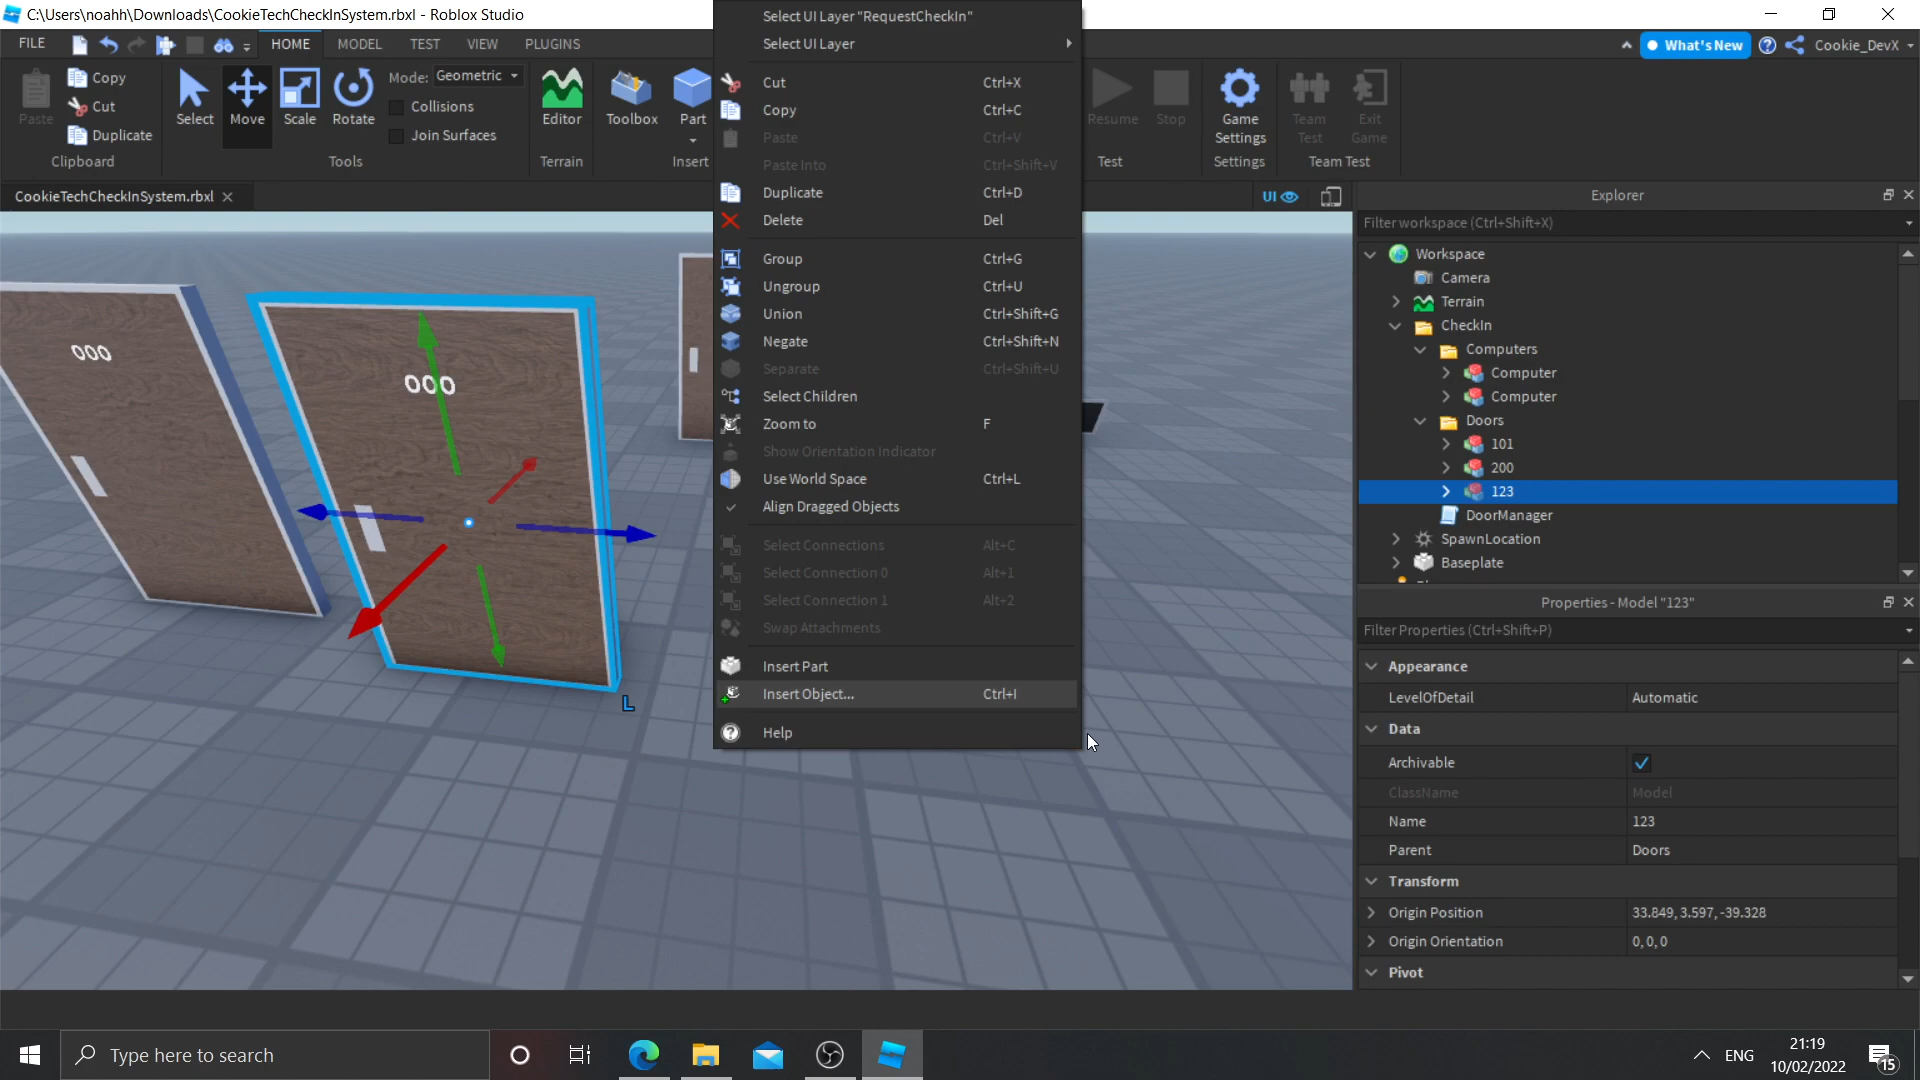 C:\Users\noahh\Downloads\CookieTechCheckInSystem.rbxl - Roblox Studio
FILE
HOME
MODEL
TEST
VIEW
PLUGINS
What's New
Cookie_DevX
Paste
Copy
Cut
Duplicate
Clipboard
Select
Move
Scale
Rotate
Mode: Geometric
Collisions
Join Surfaces
Tools
Editor
Terrain
Toolbox
Part
Insert
Resume
Stop
Test
Game
Settings
Settings
Team
Test
Exit
Game
Team Test
CookieTechCheckInSystem.rbxl
UI
000
000
L
Select UI Layer "RequestCheckIn"
Select UI Layer
Cut Ctrl+X
Copy Ctrl+C
Paste Ctrl+V
Paste Into Ctrl+Shift+V
Duplicate Ctrl+D
Delete Del
Group Ctrl+G
Ungroup Ctrl+U
Union Ctrl+Shift+G
Negate Ctrl+Shift+N
Separate Ctrl+Shift+U
Select Children
Zoom to F
Show Orientation Indicator
Use World Space Ctrl+L
Align Dragged Objects
Select Connections Alt+C
Select Connection 0 Alt+1
Select Connection 1 Alt+2
Swap Attachments
Insert Part
Insert Object... Ctrl+I
Help
Explorer
Filter workspace (Ctrl+Shift+X)
Workspace
Camera
Terrain
CheckIn
Computers
Computer
Computer
Doors
101
200
123
DoorManager
SpawnLocation
Baseplate
Properties - Model "123"
Filter Properties (Ctrl+Shift+P)
Appearance
LevelOfDetail Automatic
Data
Archivable
ClassName Model
Name 123
Parent Doors
Transform
Origin Position 33.849, 3.597, -39.328
Origin Orientation 0, 0, 0
Pivot
Type here to search
ENG
21:19
10/02/2022
15